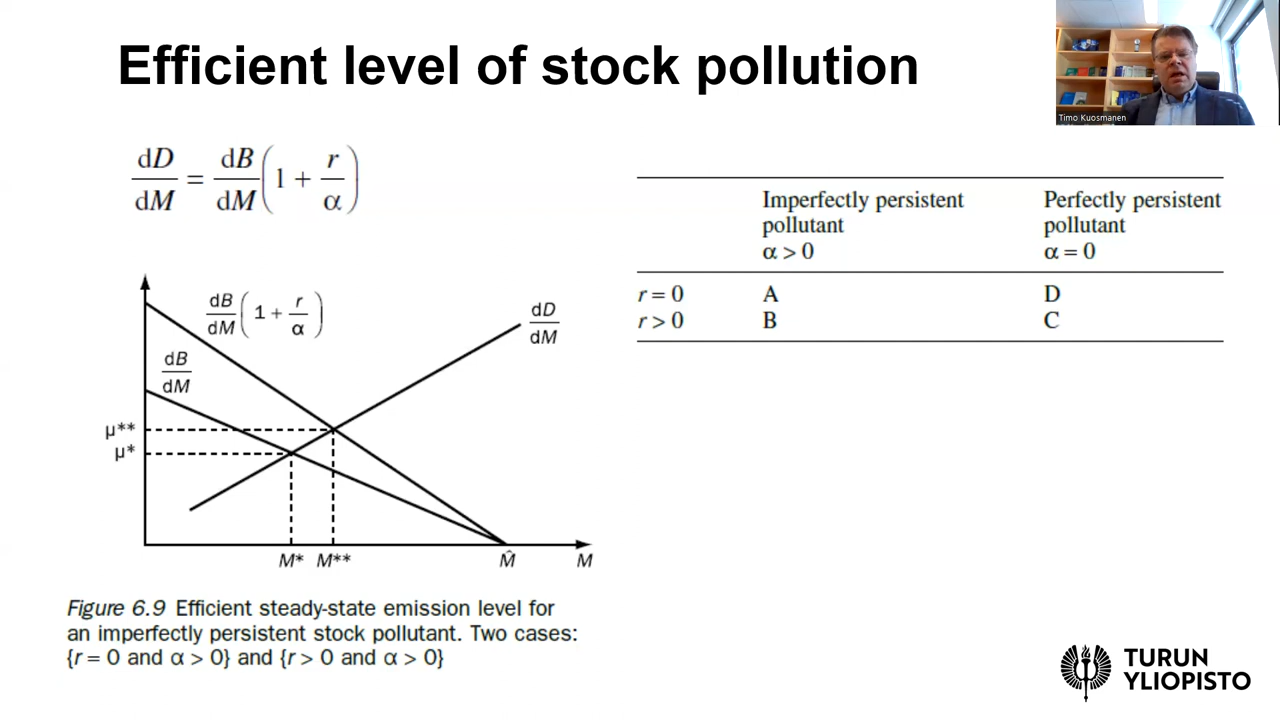 Efficient level of stock pollution
Timo Kuosmanen
dD/dM = dB/dM (1 + r/α)
Imperfectly persistent pollutant α > 0
Perfectly persistent pollutant α = 0
r = 0 A D
r > 0 B C
dB/dM (1 + r/α)
dD/dM
dB/dM
μ**
μ*
M* M** M̂ M
Figure 6.9 Efficient steady-state emission level for
an imperfectly persistent stock pollutant. Two cases:
{r = 0 and α > 0} and {r > 0 and α > 0}
TURUN
YLIOPISTO